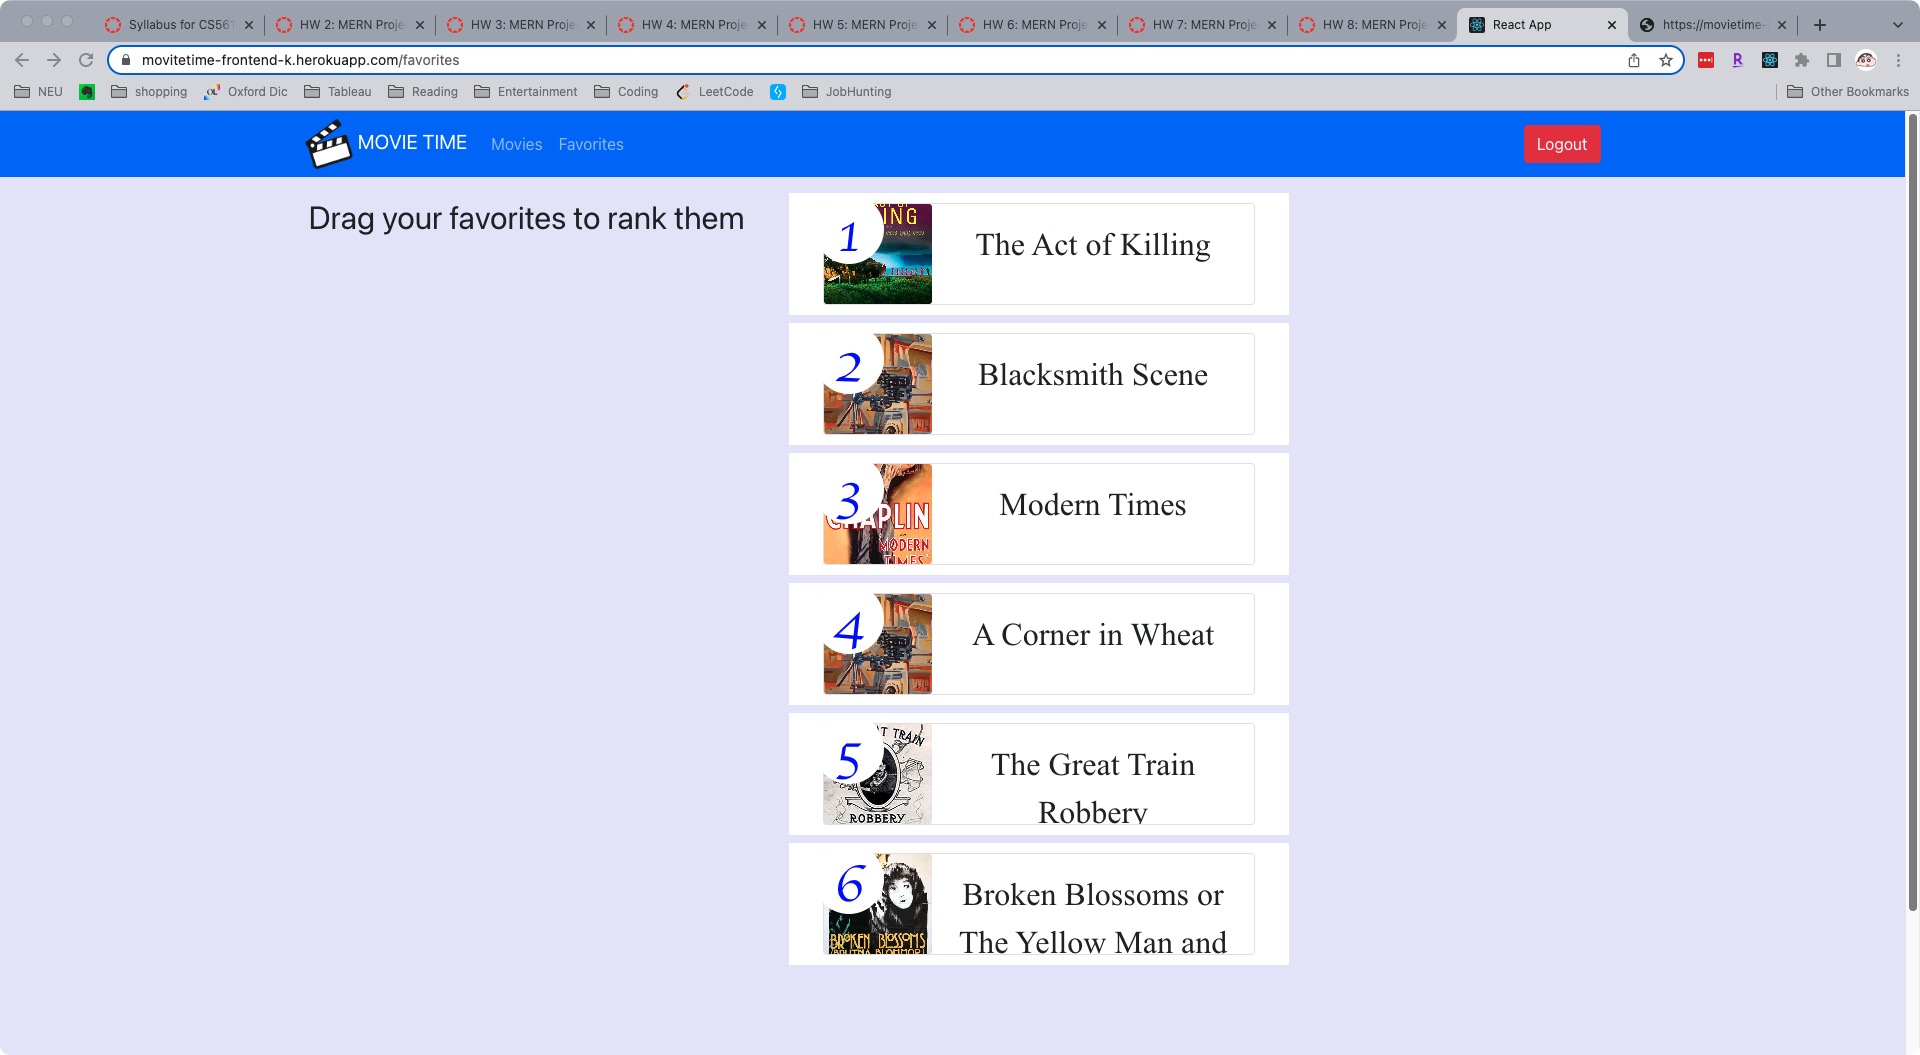 Syllabus for CS561
HW 2: MERN Proje
HW 3: MERN Proje
HW 4: MERN Proje
HW 5: MERN Proje
HW 6: MERN Proje
HW 7: MERN Proje
HW 8: MERN Proje
React App
https://movietime-
movitetime-frontend-k.herokuapp.com/favorites
R
NEU
shopping
Oxford Dic
Tableau
Reading
Entertainment
Coding
LeetCode
JobHunting
Other Bookmarks
MOVIE TIME
Movies
Favorites
Logout
Drag your favorites to rank them
1
ING
The Act of Killing
2
Blacksmith Scene
3
CHAPLIN
MODERN
TIMES
Modern Times
4
A Corner in Wheat
5
TRAIN
ROBBERY
The Great Train
Robbery
6
BROKEN BLOSSOMS
Broken Blossoms or
The Yellow Man and